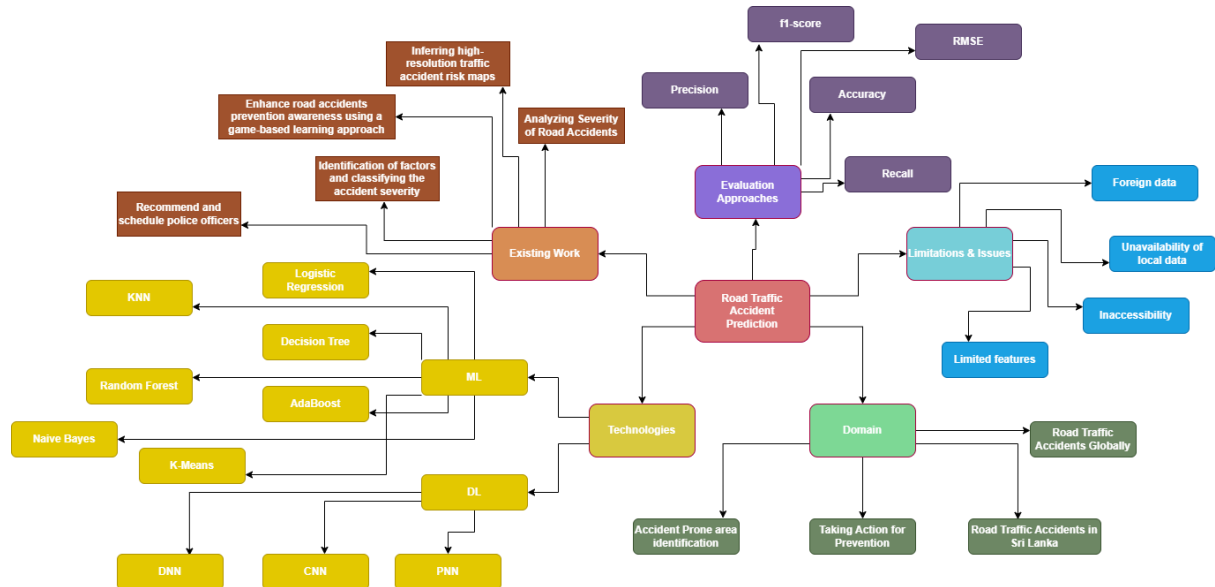 f1-score
RMSE
Inferring high-
resolution traffic
accident risk maps
Precision
Accuracy
Enhance road accidents
prevention awareness using a
game-based learning approach
Analyzing Severity
of Road Accidents
Identification of factors
and classifying the
accident severity
Evaluation
Approaches
Recall
Foreign data
Recommend and
schedule police officers
Existing Work
Limitations & Issues
Unavailability of
local data
Logistic
Regression
KNN
Road Traffic
Accident
Prediction
Inaccessibility
Decision Tree
Limited features
Random Forest
ML
AdaBoost
Technologies
Domain
Road Traffic
Accidents Globally
Naive Bayes
K-Means
DL
Accident Prone area
identification
Taking Action for
Prevention
Road Traffic Accidents in
Sri Lanka
DNN
CNN
PNN